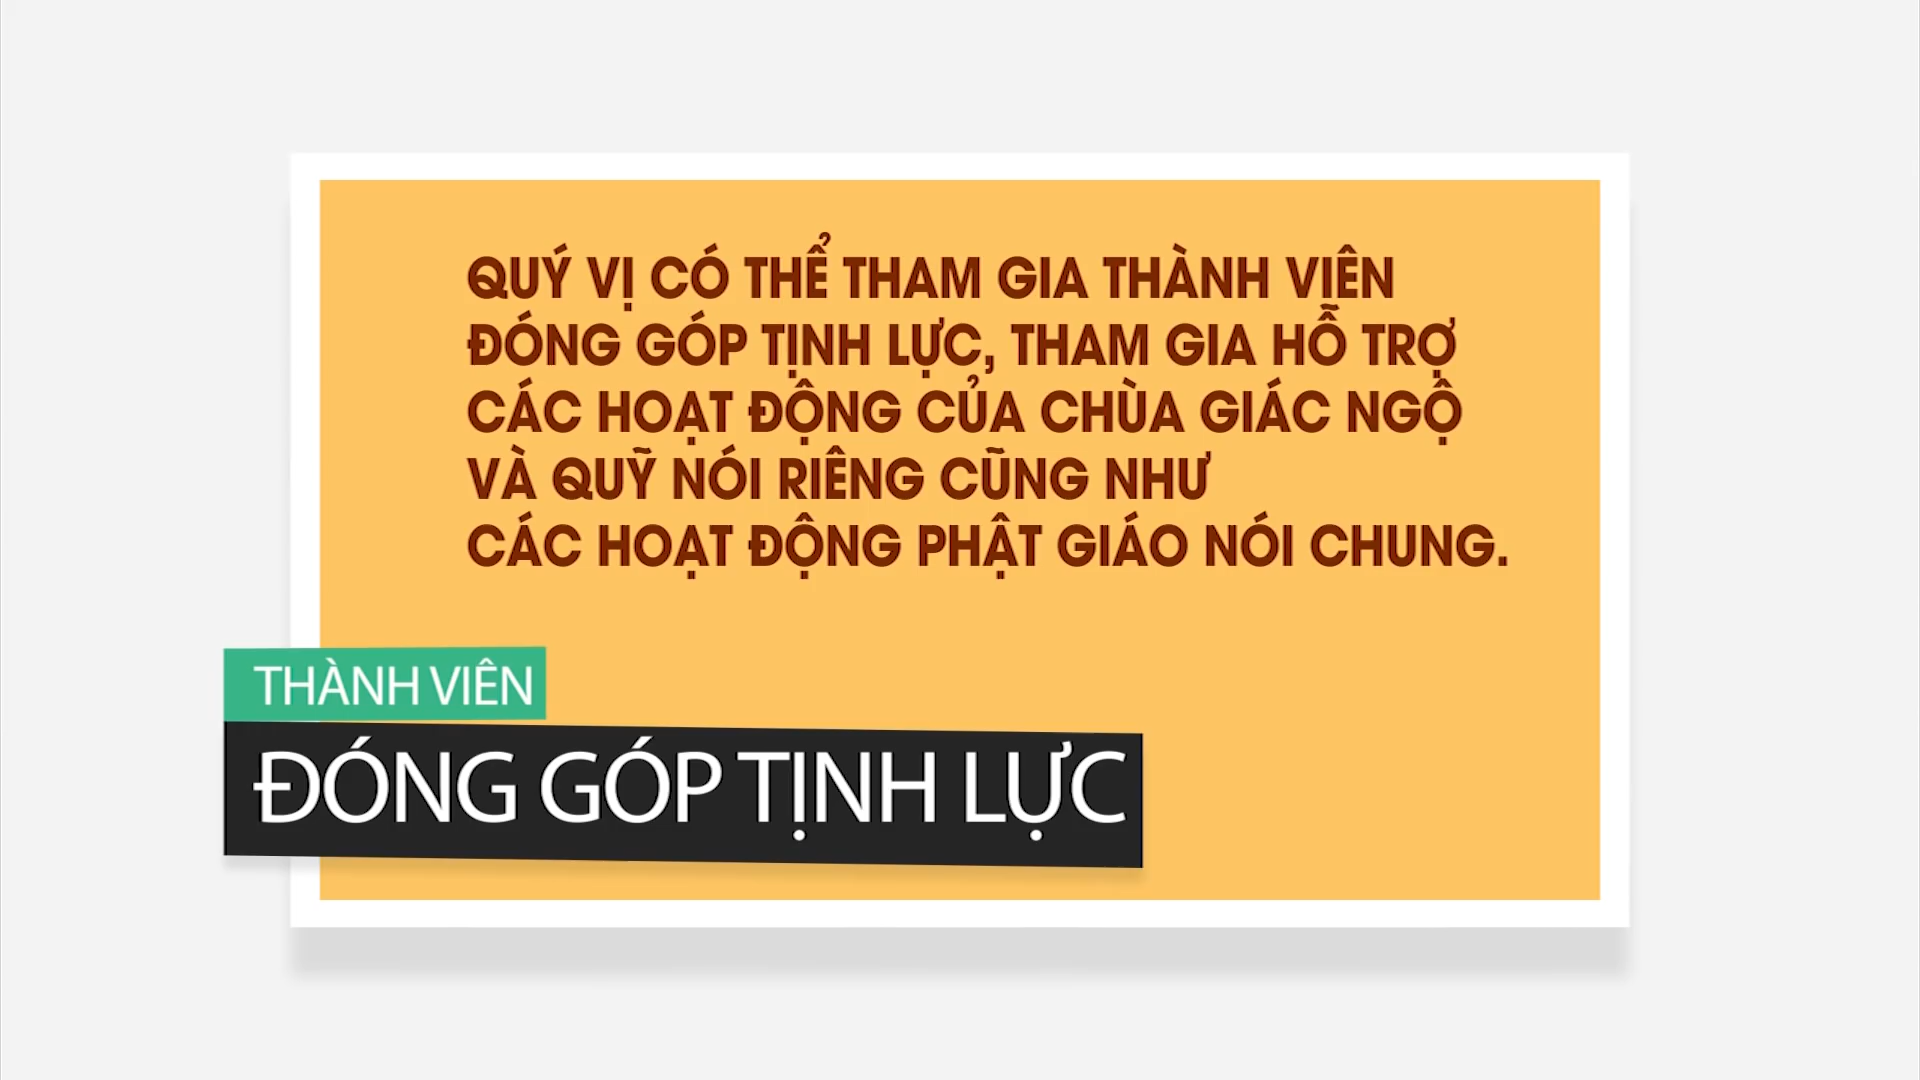 QUÝ VỊ CÓ THỂ THAM GIA THÀNH VIÊN
ĐÓNG GÓP TỊNH LỰC, THAM GIA HỖ TRỢ
CÁC HOẠT ĐỘNG CỦA CHÙA GIÁC NGỘ
VÀ QUỸ NÓI RIÊNG CŨNG NHƯ
CÁC HOẠT ĐỘNG PHẬT GIÁO NÓI CHUNG.
THÀNH VIÊN
ĐÓNG GÓP TỊNH LỰC